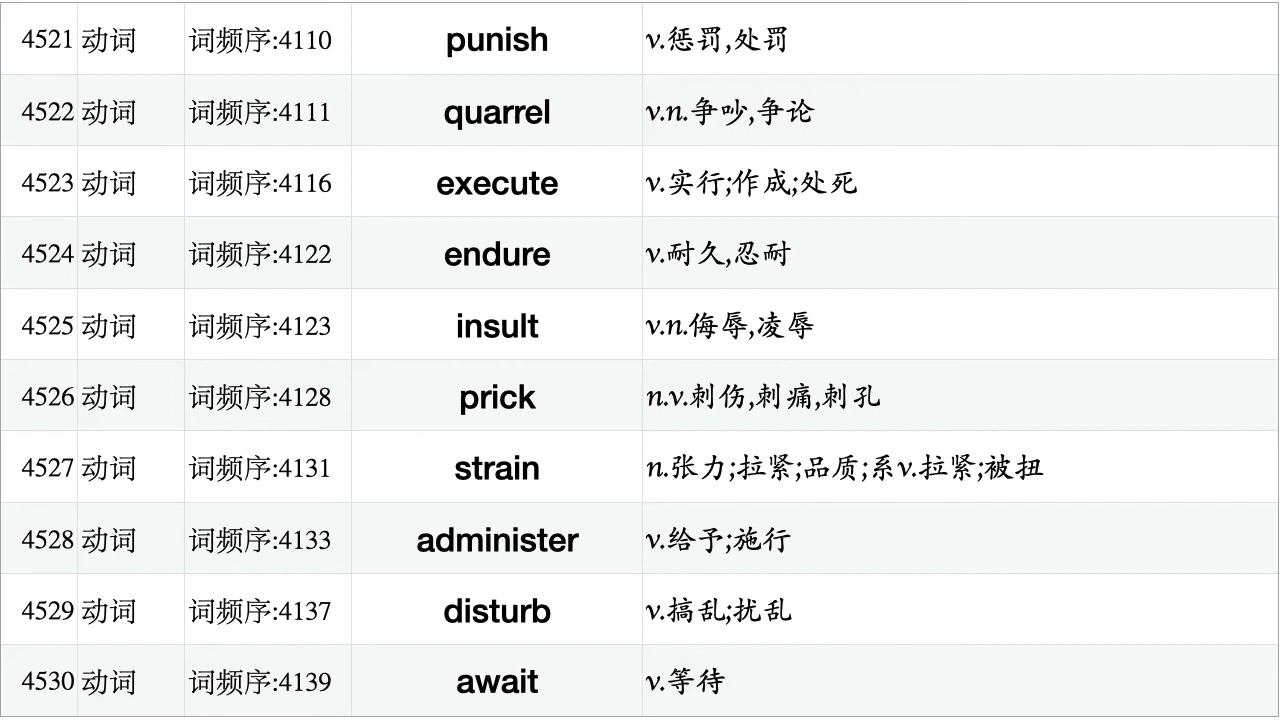 4521 动词 词频序:4110 punish v.惩罚,处罚
4522 动词 词频序:4111 quarrel v.n.争吵,争论
4523 动词 词频序:4116 execute v.实行;作成;处死
4524 动词 词频序:4122 endure v.耐久,忍耐
4525 动词 词频序:4123 insult v.n.侮辱,凌辱
4526 动词 词频序:4128 prick n.v.刺伤,刺痛,刺孔
4527 动词 词频序:4131 strain n.张力;拉紧;品质;系v.拉紧;被扭
4528 动词 词频序:4133 administer v.给予;施行
4529 动词 词频序:4137 disturb v.搞乱;扰乱
4530 动词 词频序:4139 await v.等待